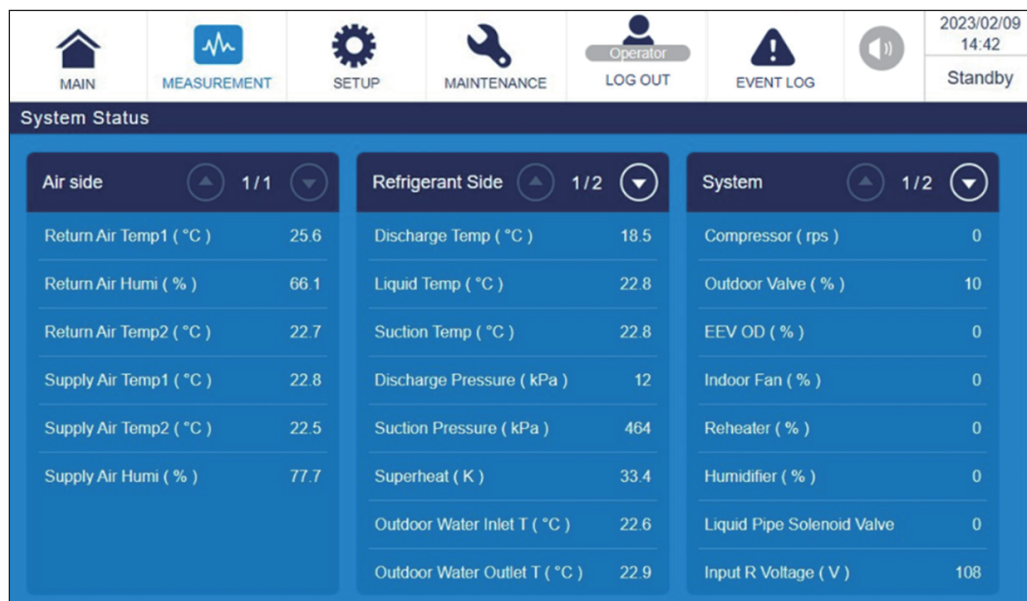 2023/02/09
14:42
Operator
MAIN MEASUREMENT SETUP MAINTENANCE LOG OUT EVENT LOG Standby
System Status
Air side 1/1
Return Air Temp1 ( °C ) 25.6
Return Air Humi ( % ) 66.1
Return Air Temp2 ( °C ) 22.7
Supply Air Temp1 ( °C ) 22.8
Supply Air Temp2 ( °C ) 22.5
Supply Air Humi ( % ) 77.7
Refrigerant Side 1/2
Discharge Temp ( °C ) 18.5
Liquid Temp ( °C ) 22.8
Suction Temp ( °C ) 22.8
Discharge Pressure ( kPa ) 12
Suction Pressure ( kPa ) 464
Superheat ( K ) 33.4
Outdoor Water Inlet T ( °C ) 22.6
Outdoor Water Outlet T ( °C ) 22.9
System 1/2
Compressor ( rps ) 0
Outdoor Valve ( % ) 10
EEV OD ( % ) 0
Indoor Fan ( % ) 0
Reheater ( % ) 0
Humidifier ( % ) 0
Liquid Pipe Solenoid Valve 0
Input R Voltage ( V ) 108